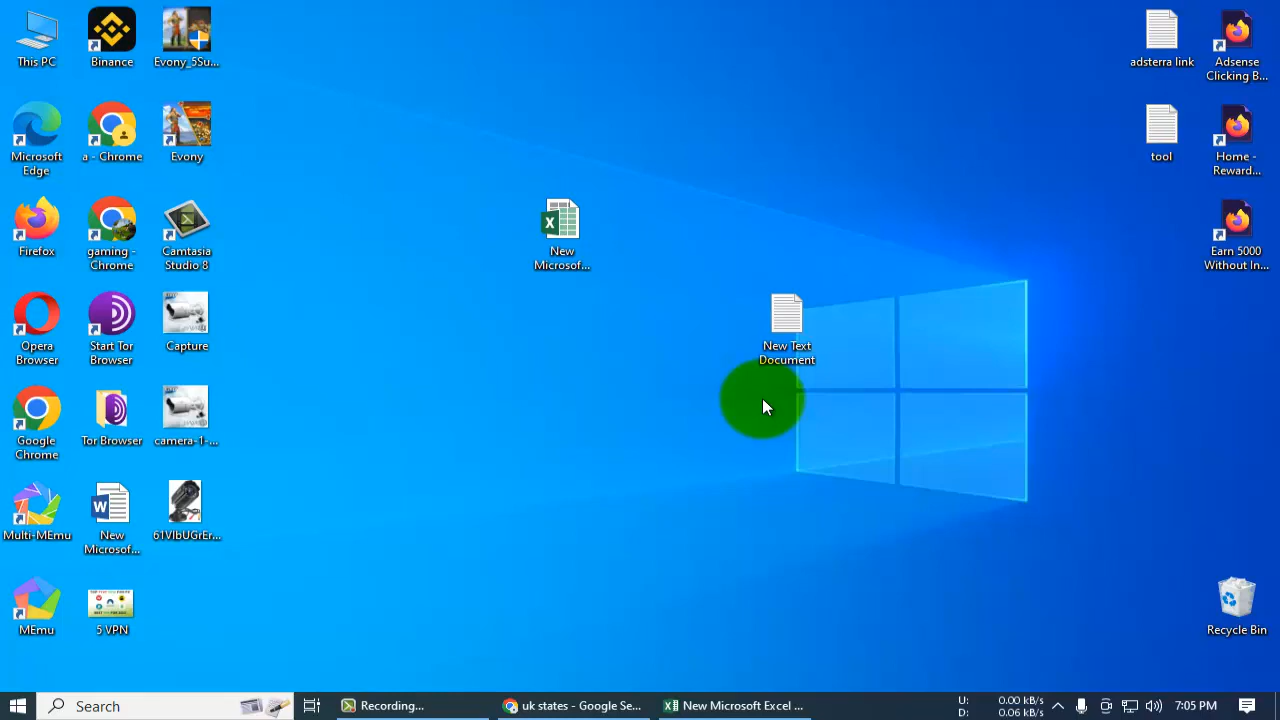 This PC
Binance
Evony_5Su...
Microsoft
Edge
a - Chrome
Evony
Firefox
gaming -
Chrome
Camtasia
Studio 8
Opera
Browser
Start Tor
Browser
Capture
Google
Chrome
Tor Browser
camera-1-...
Multi-MEmu
New
Microsof...
61VIbUGrEr...
MEmu
5 VPN
New
Microsof...
New Text
Document
adsterra link
Adsense
Clicking B...
tool
Home -
Reward...
Earn 5000
Without In...
Recycle Bin
Search
Recording...
uk states - Google Se...
New Microsoft Excel ...
U: 0.00 kB/s
D: 0.06 kB/s
7:05 PM